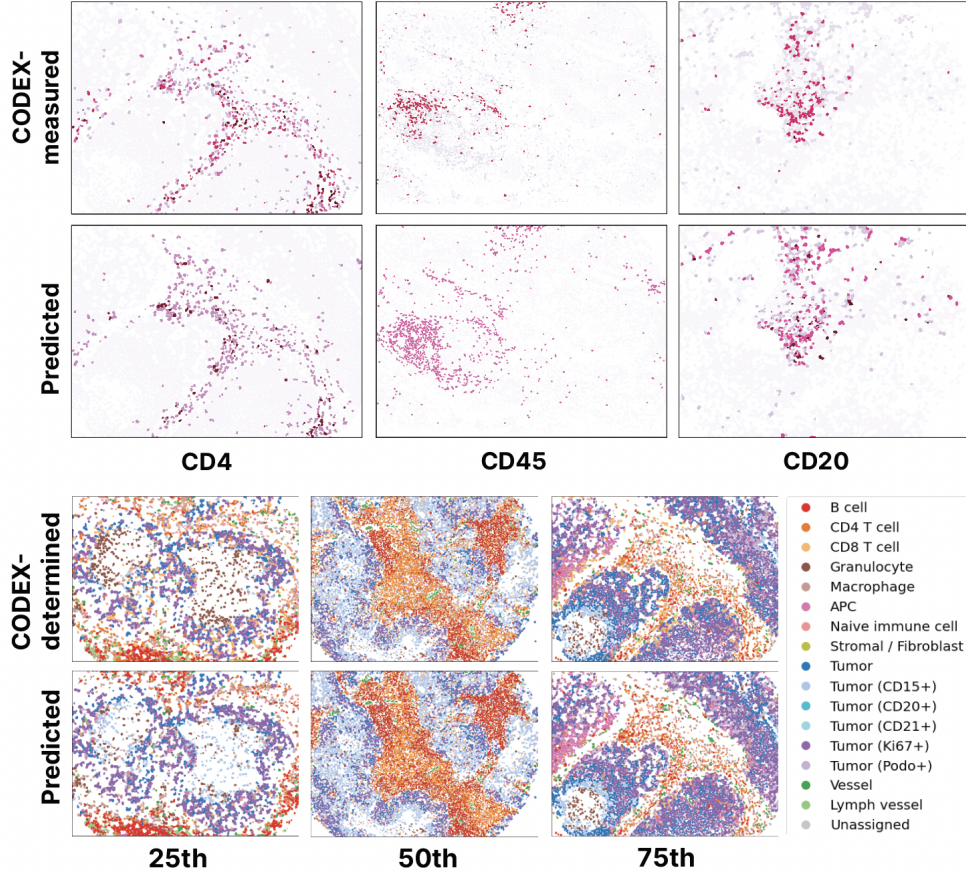 CODEX-
measured
Predicted
CD4
CD45
CD20
CODEX-
determined
Predicted
B cell
CD4 T cell
CD8 T cell
Granulocyte
Macrophage
APC
Naive immune cell
Stromal / Fibroblast
Tumor
Tumor (CD15+)
Tumor (CD20+)
Tumor (CD21+)
Tumor (Ki67+)
Tumor (Podo+)
Vessel
Lymph vessel
Unassigned
25th
50th
75th